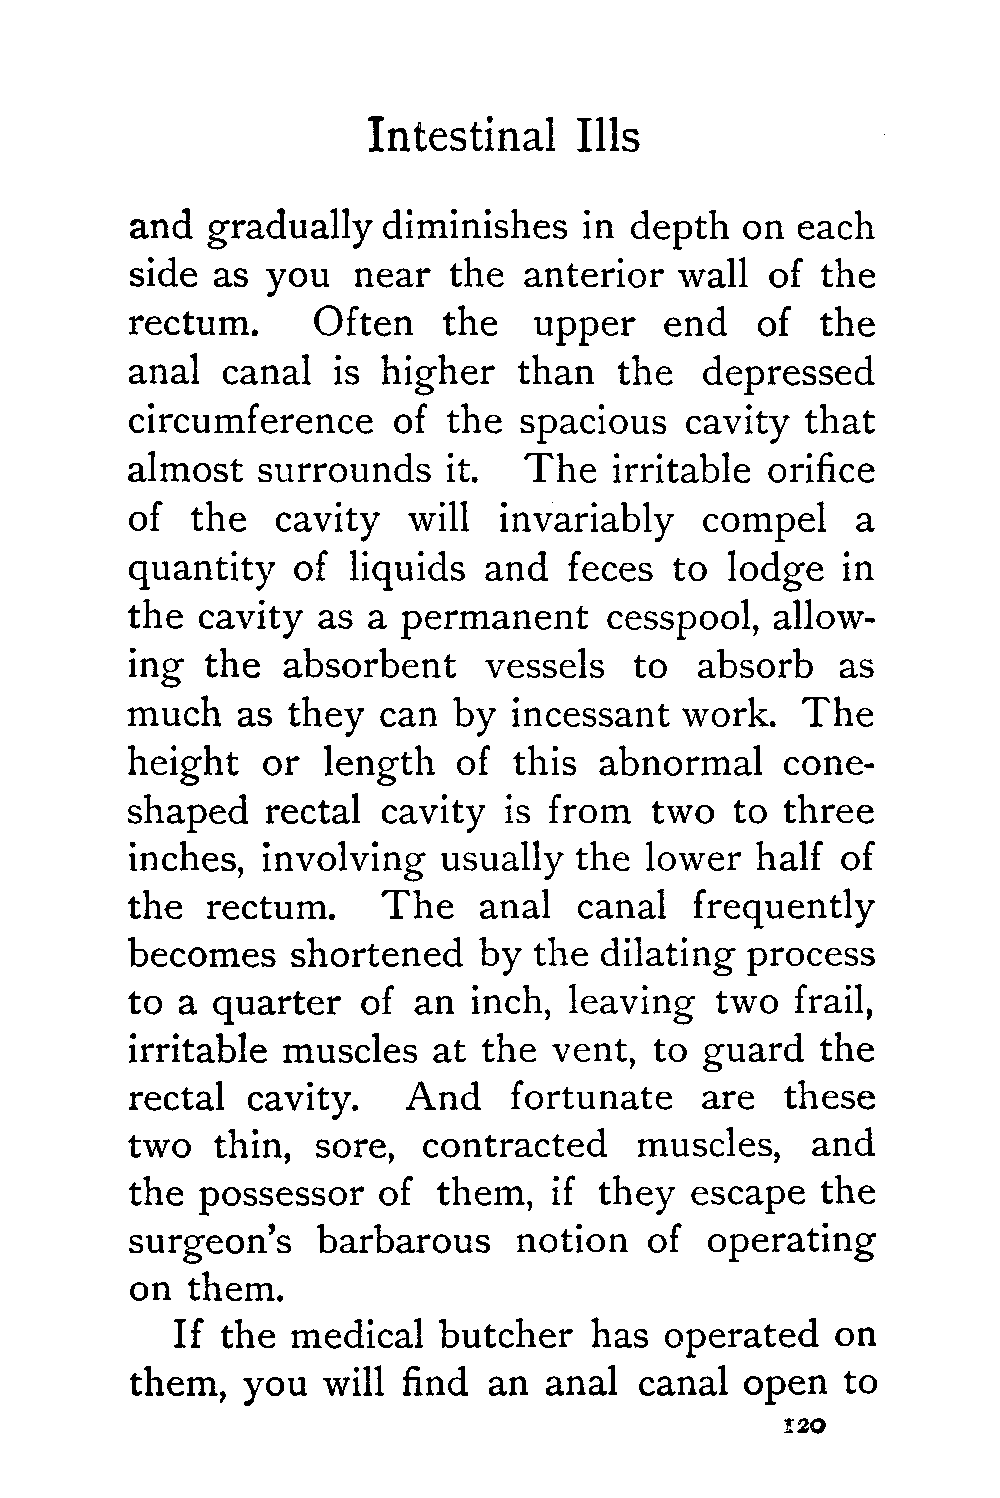 Intestinal Ills
and gradually diminishes in depth on each
side as you near the anterior wall of the
rectum. Often the upper end of the
anal canal is higher than the depressed
circumference of the spacious cavity that
almost surrounds it. The irritable orifice
of the cavity will invariably compel a
quantity of liquids and feces to lodge in
the cavity as a permanent cesspool, allow-
ing the absorbent vessels to absorb as
much as they can by incessant work. The
height or length of this abnormal cone-
shaped rectal cavity is from two to three
inches, involving usually the lower half of
the rectum. The anal canal frequently
becomes shortened by the dilating process
to a quarter of an inch, leaving two frail,
irritable muscles at the vent, to guard the
rectal cavity. And fortunate are these
two thin, sore, contracted muscles, and
the possessor of them, if they escape the
surgeon's barbarous notion of operating
on them.
If the medical butcher has operated on
them, you will find an anal canal open to
120